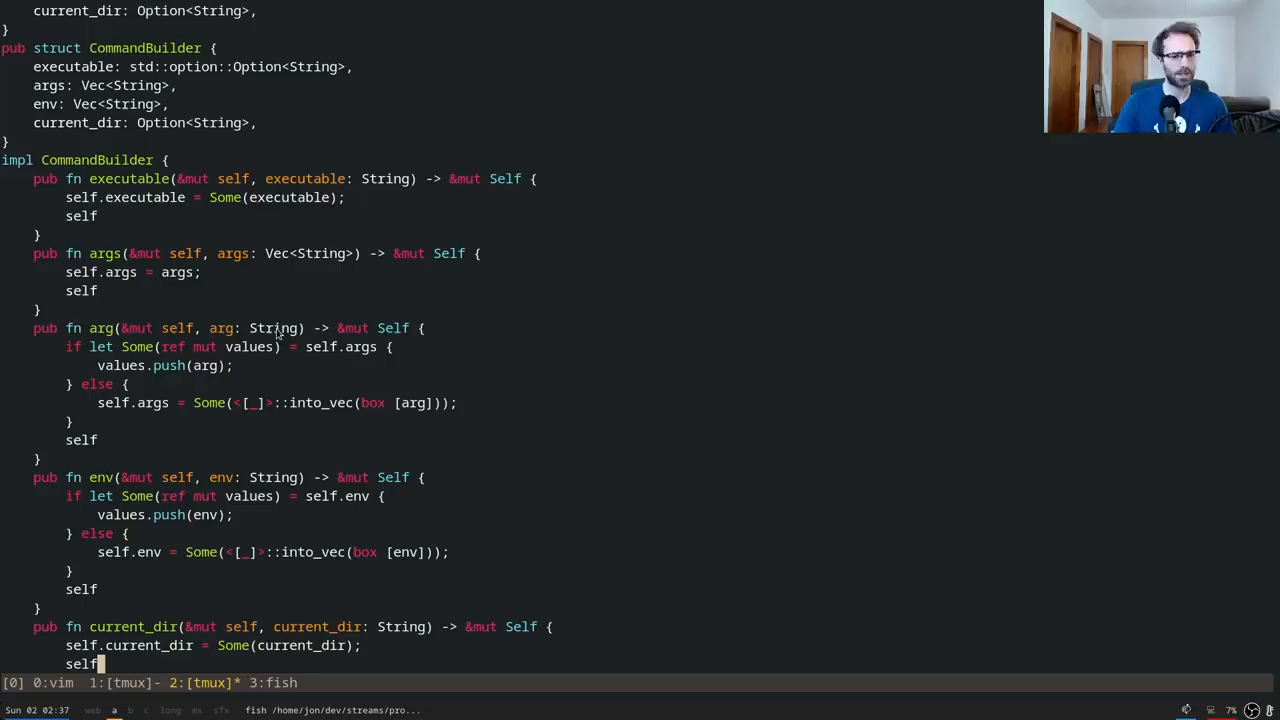 current_dir: Option<String>,
}
pub struct CommandBuilder {
    executable: std::option::Option<String>,
    args: Vec<String>,
    env: Vec<String>,
    current_dir: Option<String>,
}
impl CommandBuilder {
    pub fn executable(&mut self, executable: String) -> &mut Self {
        self.executable = Some(executable);
        self
    }
    pub fn args(&mut self, args: Vec<String>) -> &mut Self {
        self.args = args;
        self
    }
    pub fn arg(&mut self, arg: String) -> &mut Self {
        if let Some(ref mut values) = self.args {
            values.push(arg);
        } else {
            self.args = Some(<[_]>::into_vec(box [arg]));
        }
        self
    }
    pub fn env(&mut self, env: String) -> &mut Self {
        if let Some(ref mut values) = self.env {
            values.push(env);
        } else {
            self.env = Some(<[_]>::into_vec(box [env]));
        }
        self
    }
    pub fn current_dir(&mut self, current_dir: String) -> &mut Self {
        self.current_dir = Some(current_dir);
        self
[0] 0:vim  1:[tmux]- 2:[tmux]* 3:fish
Sun 02 02:37 web a b c long ms sfx fish /home/jon/dev/streams/pro... 7%